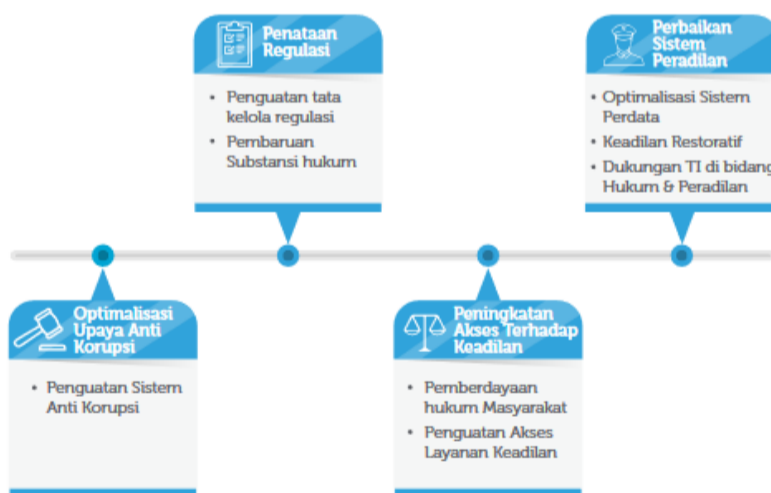 Penataan
Regulasi
• Penguatan tata
kelola regulasi
• Pembaruan
Substansi hukum
Perbaikan
Sistem
Peradilan
• Optimalisasi Sistem
Perdata
• Keadilan Restoratif
• Dukungan TI di bidang
Hukum & Peradilan
Optimalisasi
Upaya Anti
Korupsi
• Penguatan Sistem
Anti Korupsi
Peningkatan
Akses Terhadap
Keadilan
• Pemberdayaan
hukum Masyarakat
• Penguatan Akses
Layanan Keadilan